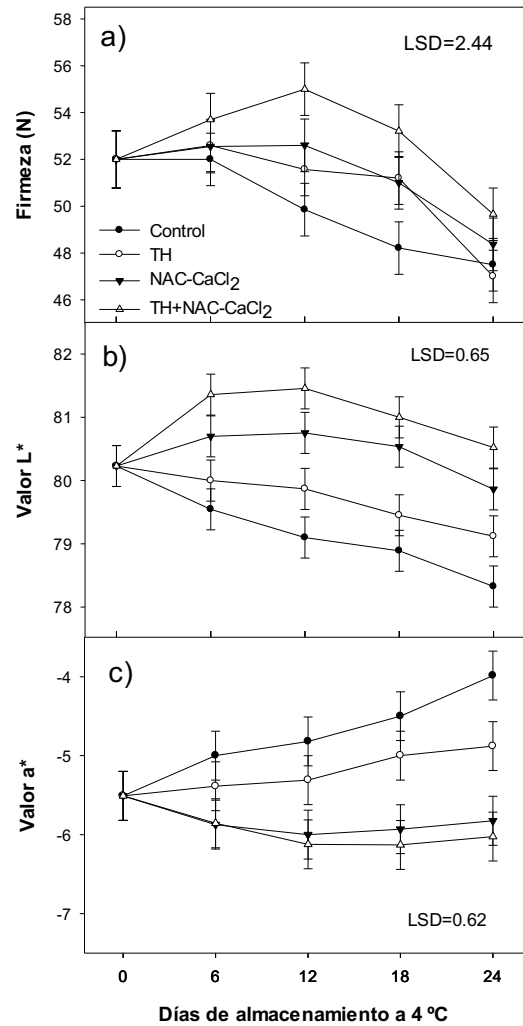 a)
LSD=2.44
58
56
54
52
50
48
46
Firmeza (N)
Control
TH
NAC-CaCl₂
TH+NAC-CaCl₂
b)
LSD=0.65
82
81
80
79
78
Valor L*
c)
-4
-5
-6
-7
Valor a*
LSD=0.62
0 6 12 18 24
Días de almacenamiento a 4 ºC